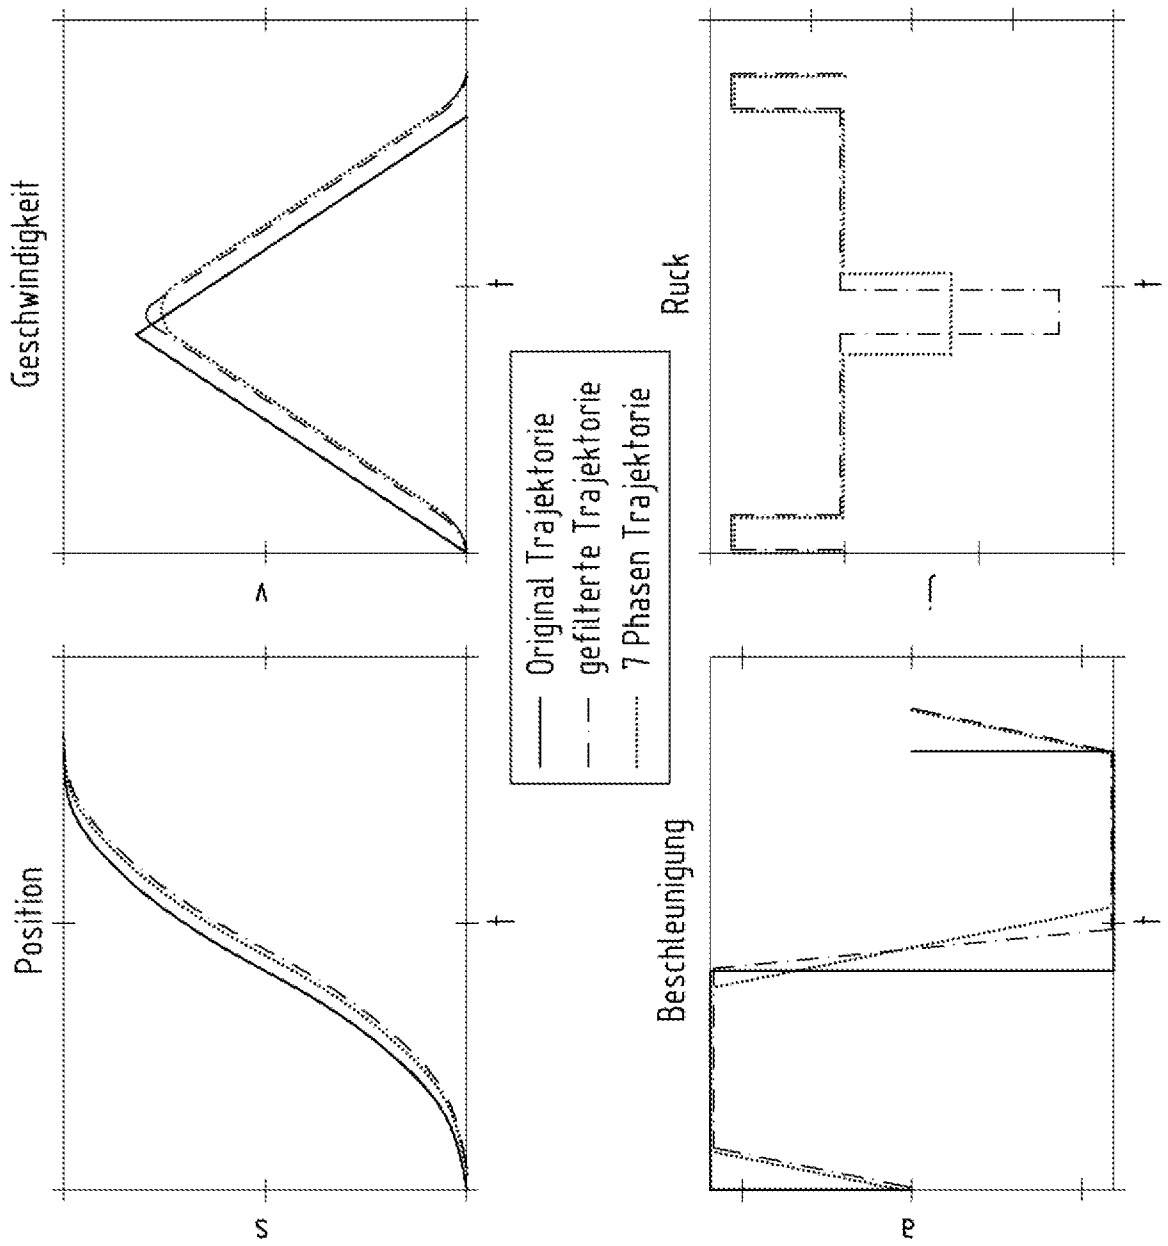 Position
s
t
Geschwindigkeit
v
t
Original Trajektorie
gefilterte Trajektorie
7 Phasen Trajektorie
Beschleunigung
a
t
Ruck
j
t